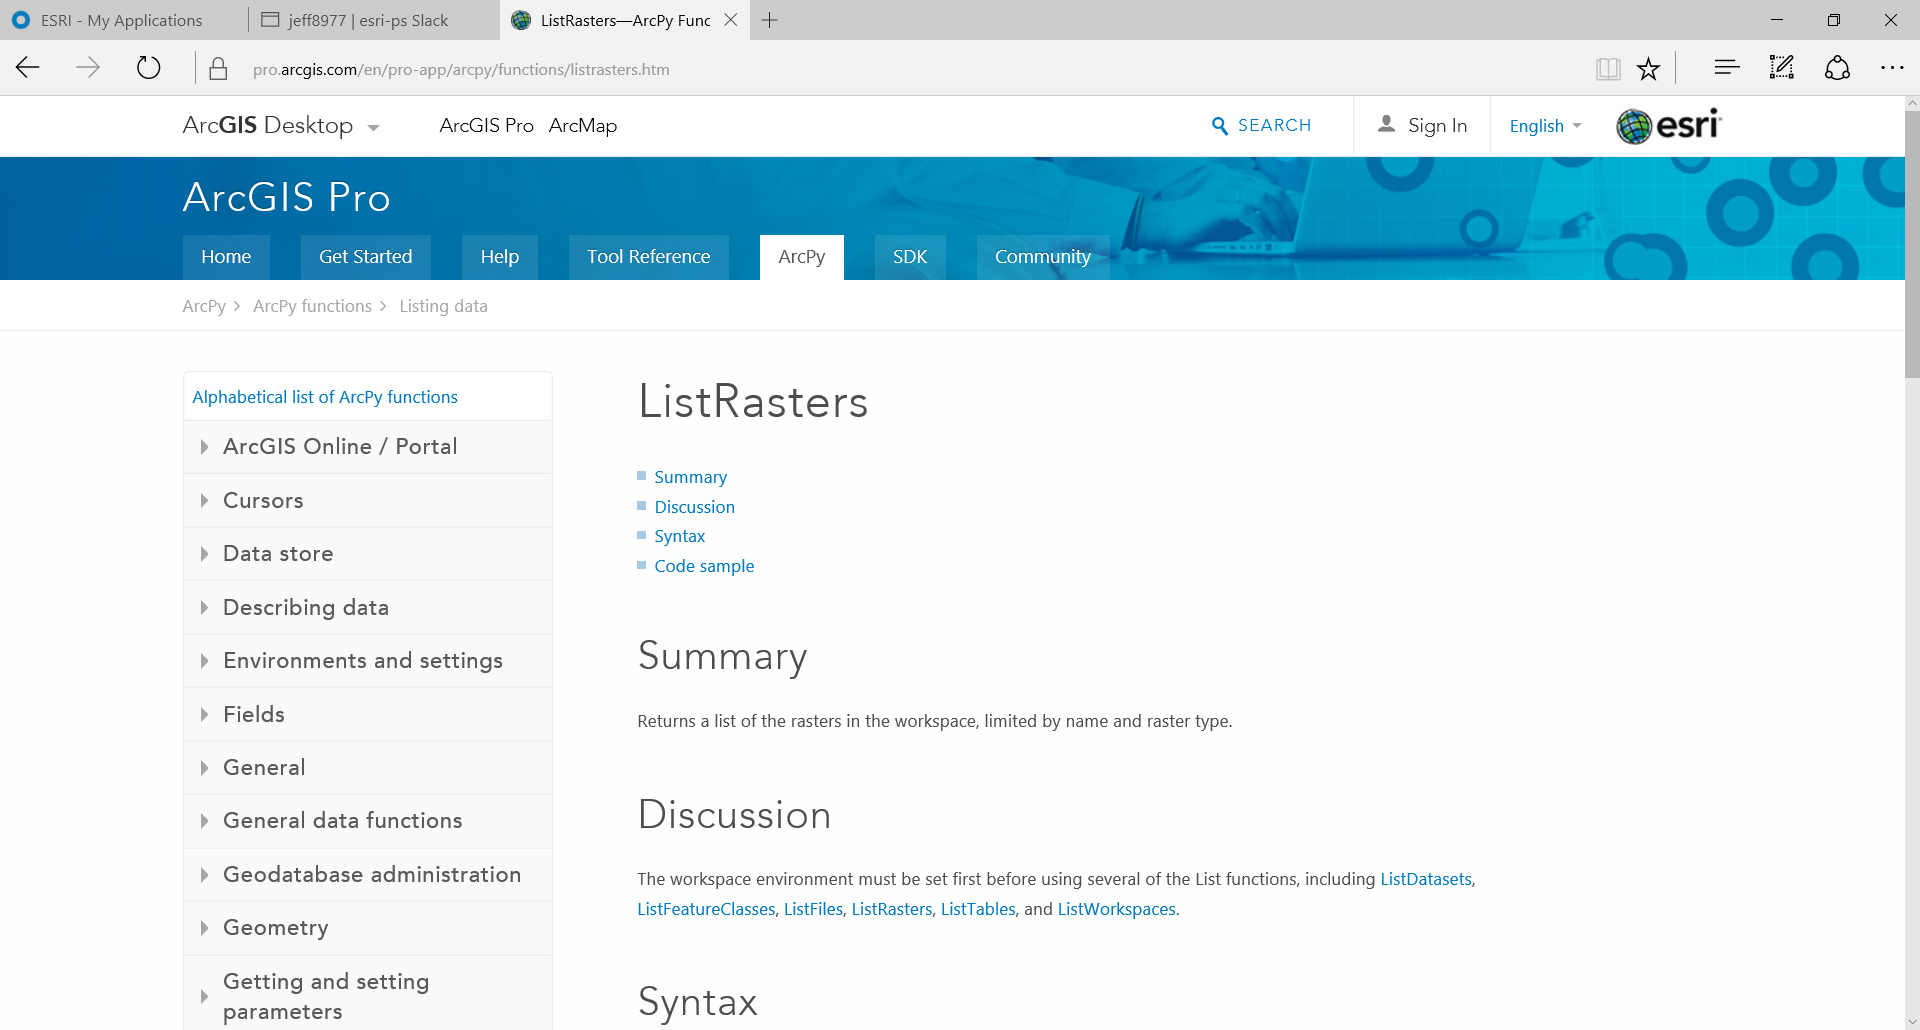 ESRI - My Applications
jeff8977 | esri-ps Slack
ListRasters—ArcPy Func
pro.arcgis.com/en/pro-app/arcpy/functions/listrasters.htm
ArcGIS Desktop
ArcGIS Pro ArcMap
SEARCH
Sign In
English
esri
ArcGIS Pro
Home
Get Started
Help
Tool Reference
ArcPy
SDK
Community
ArcPy > ArcPy functions > Listing data
Alphabetical list of ArcPy functions
ArcGIS Online / Portal
Cursors
Data store
Describing data
Environments and settings
Fields
General
General data functions
Geodatabase administration
Geometry
Getting and setting
parameters
ListRasters
Summary
Discussion
Syntax
Code sample
Summary
Returns a list of the rasters in the workspace, limited by name and raster type.
Discussion
The workspace environment must be set first before using several of the List functions, including ListDatasets,
ListFeatureClasses, ListFiles, ListRasters, ListTables, and ListWorkspaces.
Syntax